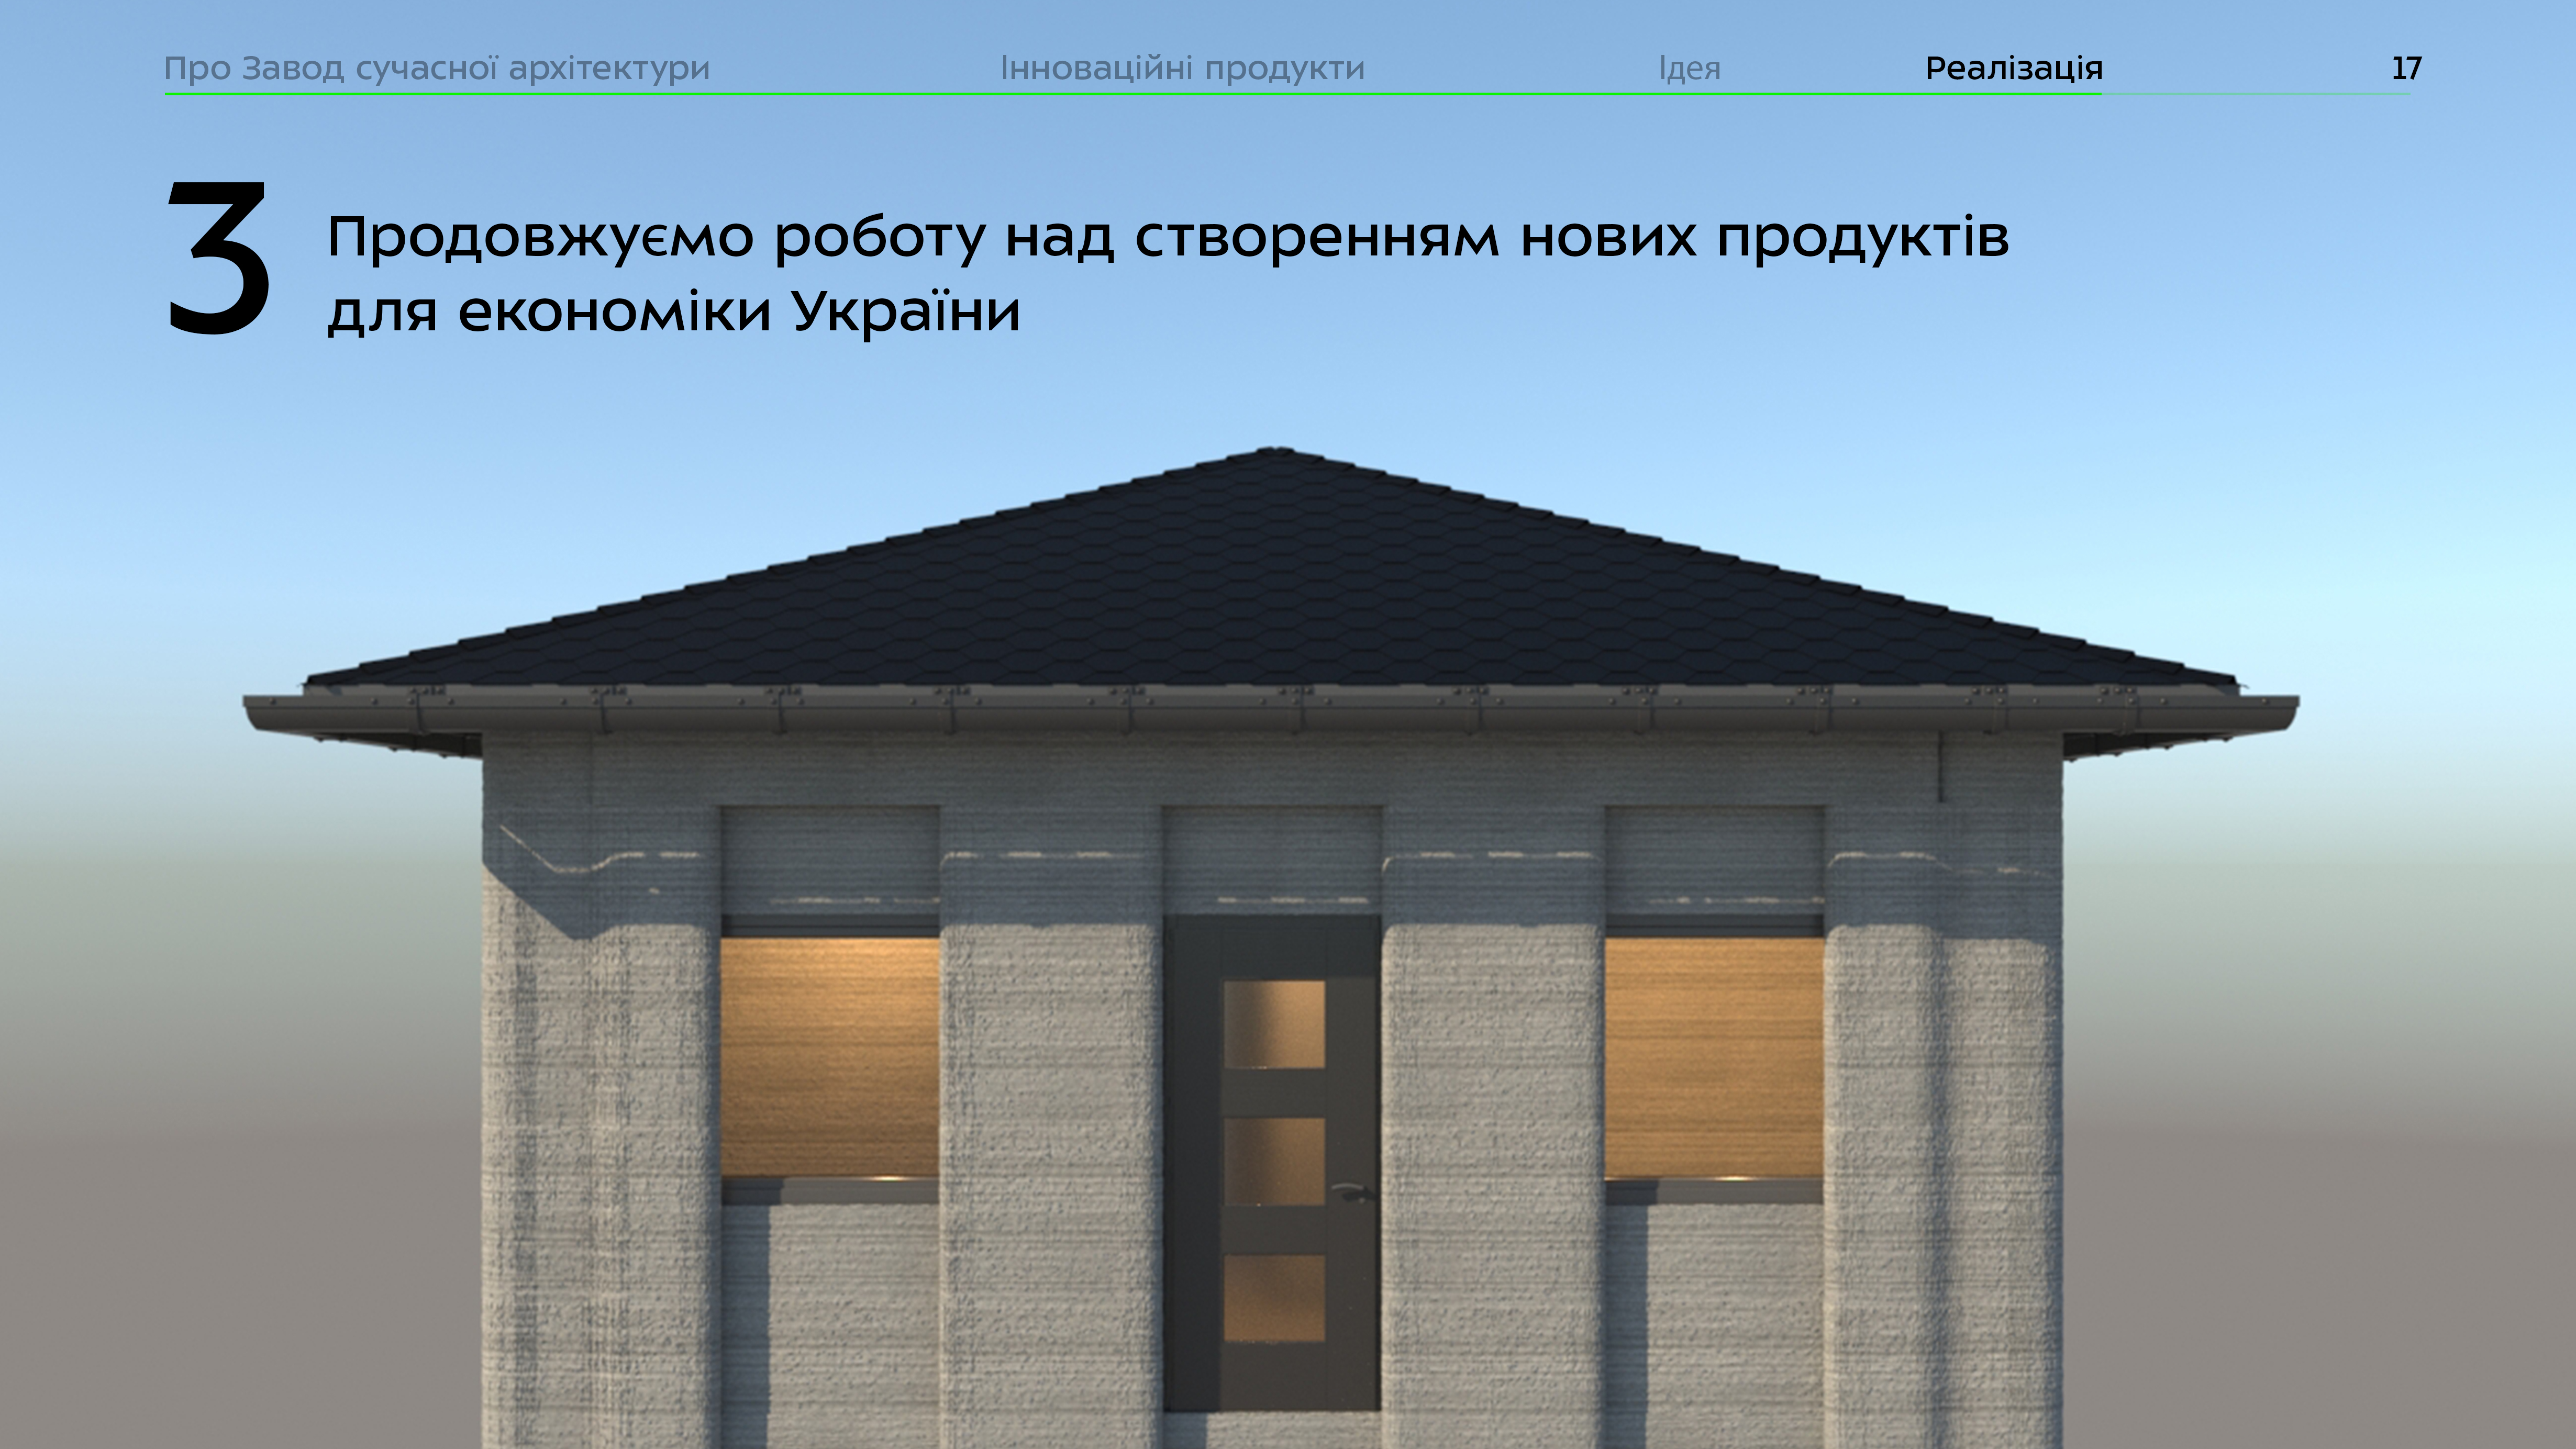 Про Завод сучасної архітектури Інноваційні продукти Ідея Реалізація 17
3 Продовжуємо роботу над створенням нових продуктів
для економіки України